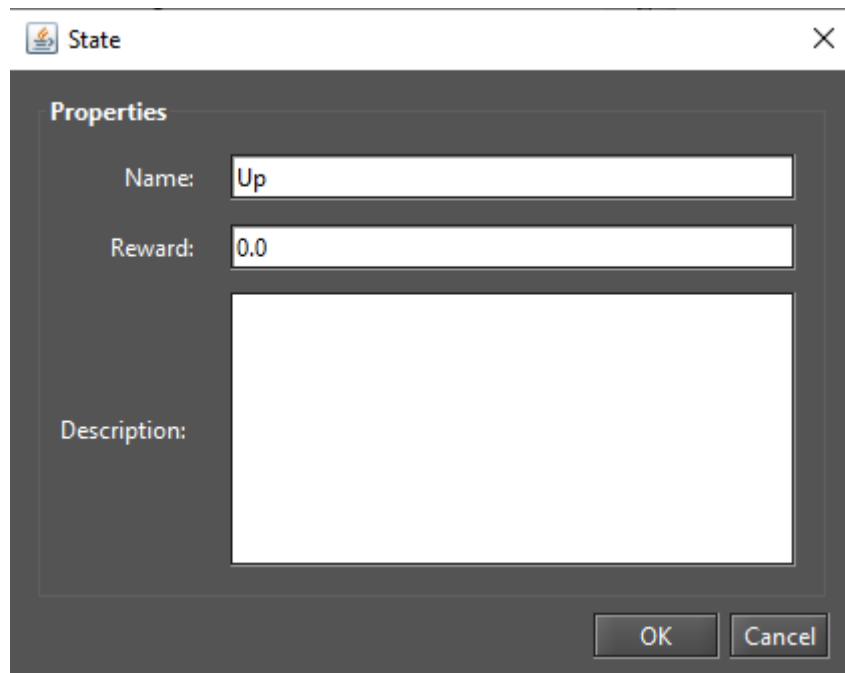 State
Properties
Name: Up
Reward: 0.0
Description:
OK Cancel